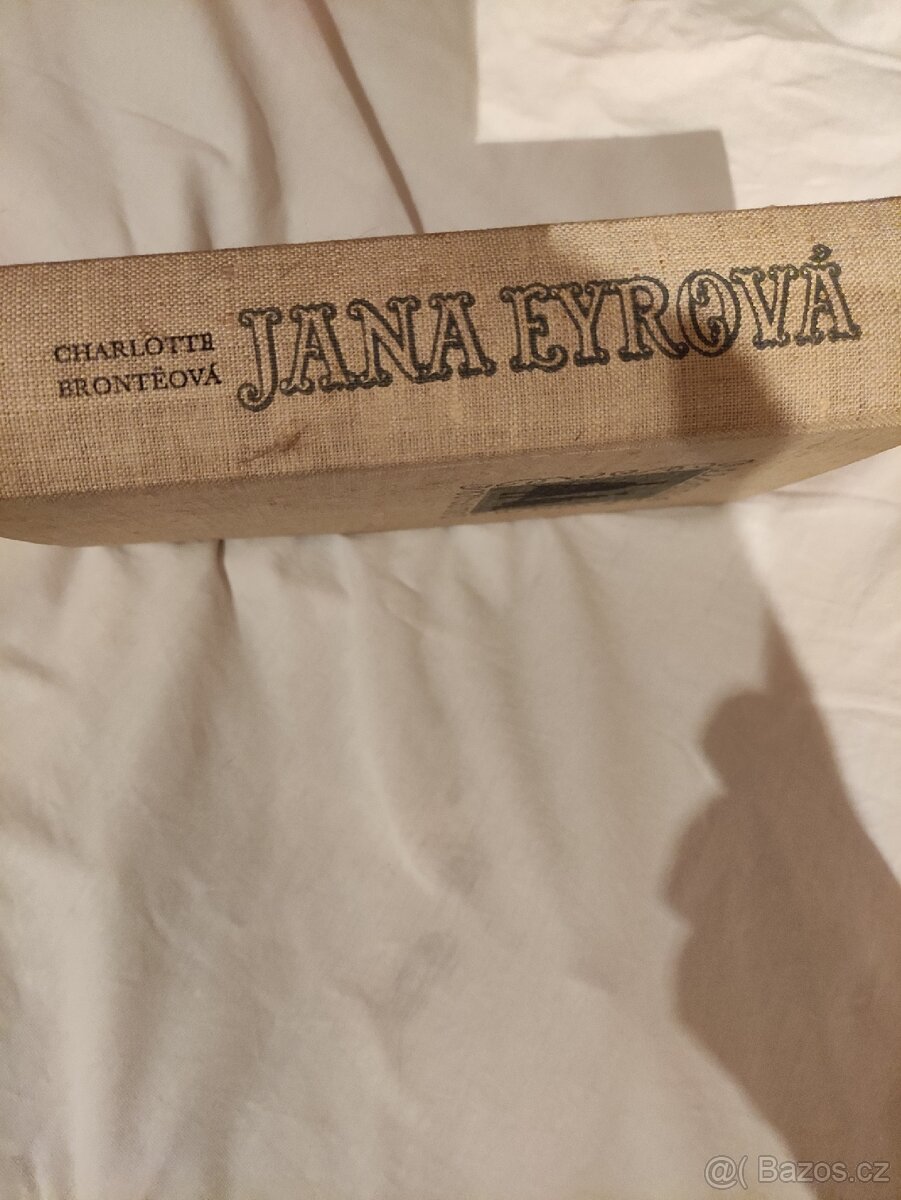 CHARLOTTE
BRONTËOVÁ
JANA EYROVÁ
@( Bazos.cz